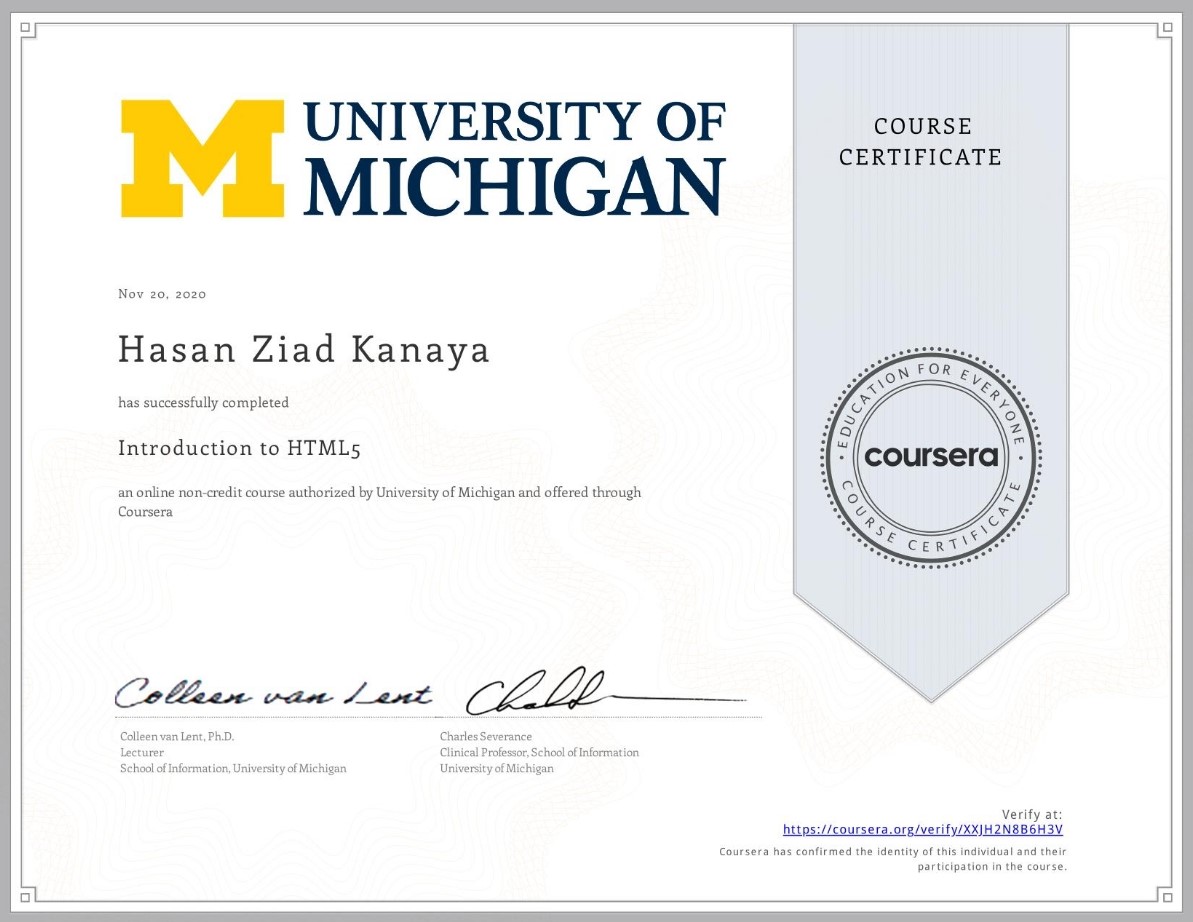 UNIVERSITY OF
MICHIGAN
COURSE
CERTIFICATE
Nov 20, 2020
Hasan Ziad Kanaya
has successfully completed
Introduction to HTML5
an online non-credit course authorized by University of Michigan and offered through
Coursera
EDUCATION FOR EVERYONE
coursera
COURSE CERTIFICATE
Colleen van Lent
Colleen van Lent, Ph.D.
Lecturer
School of Information, University of Michigan
Charles Severance
Clinical Professor, School of Information
University of Michigan
Verify at:
https://coursera.org/verify/XXJH2N8B6H3V
Coursera has confirmed the identity of this individual and their
participation in the course.